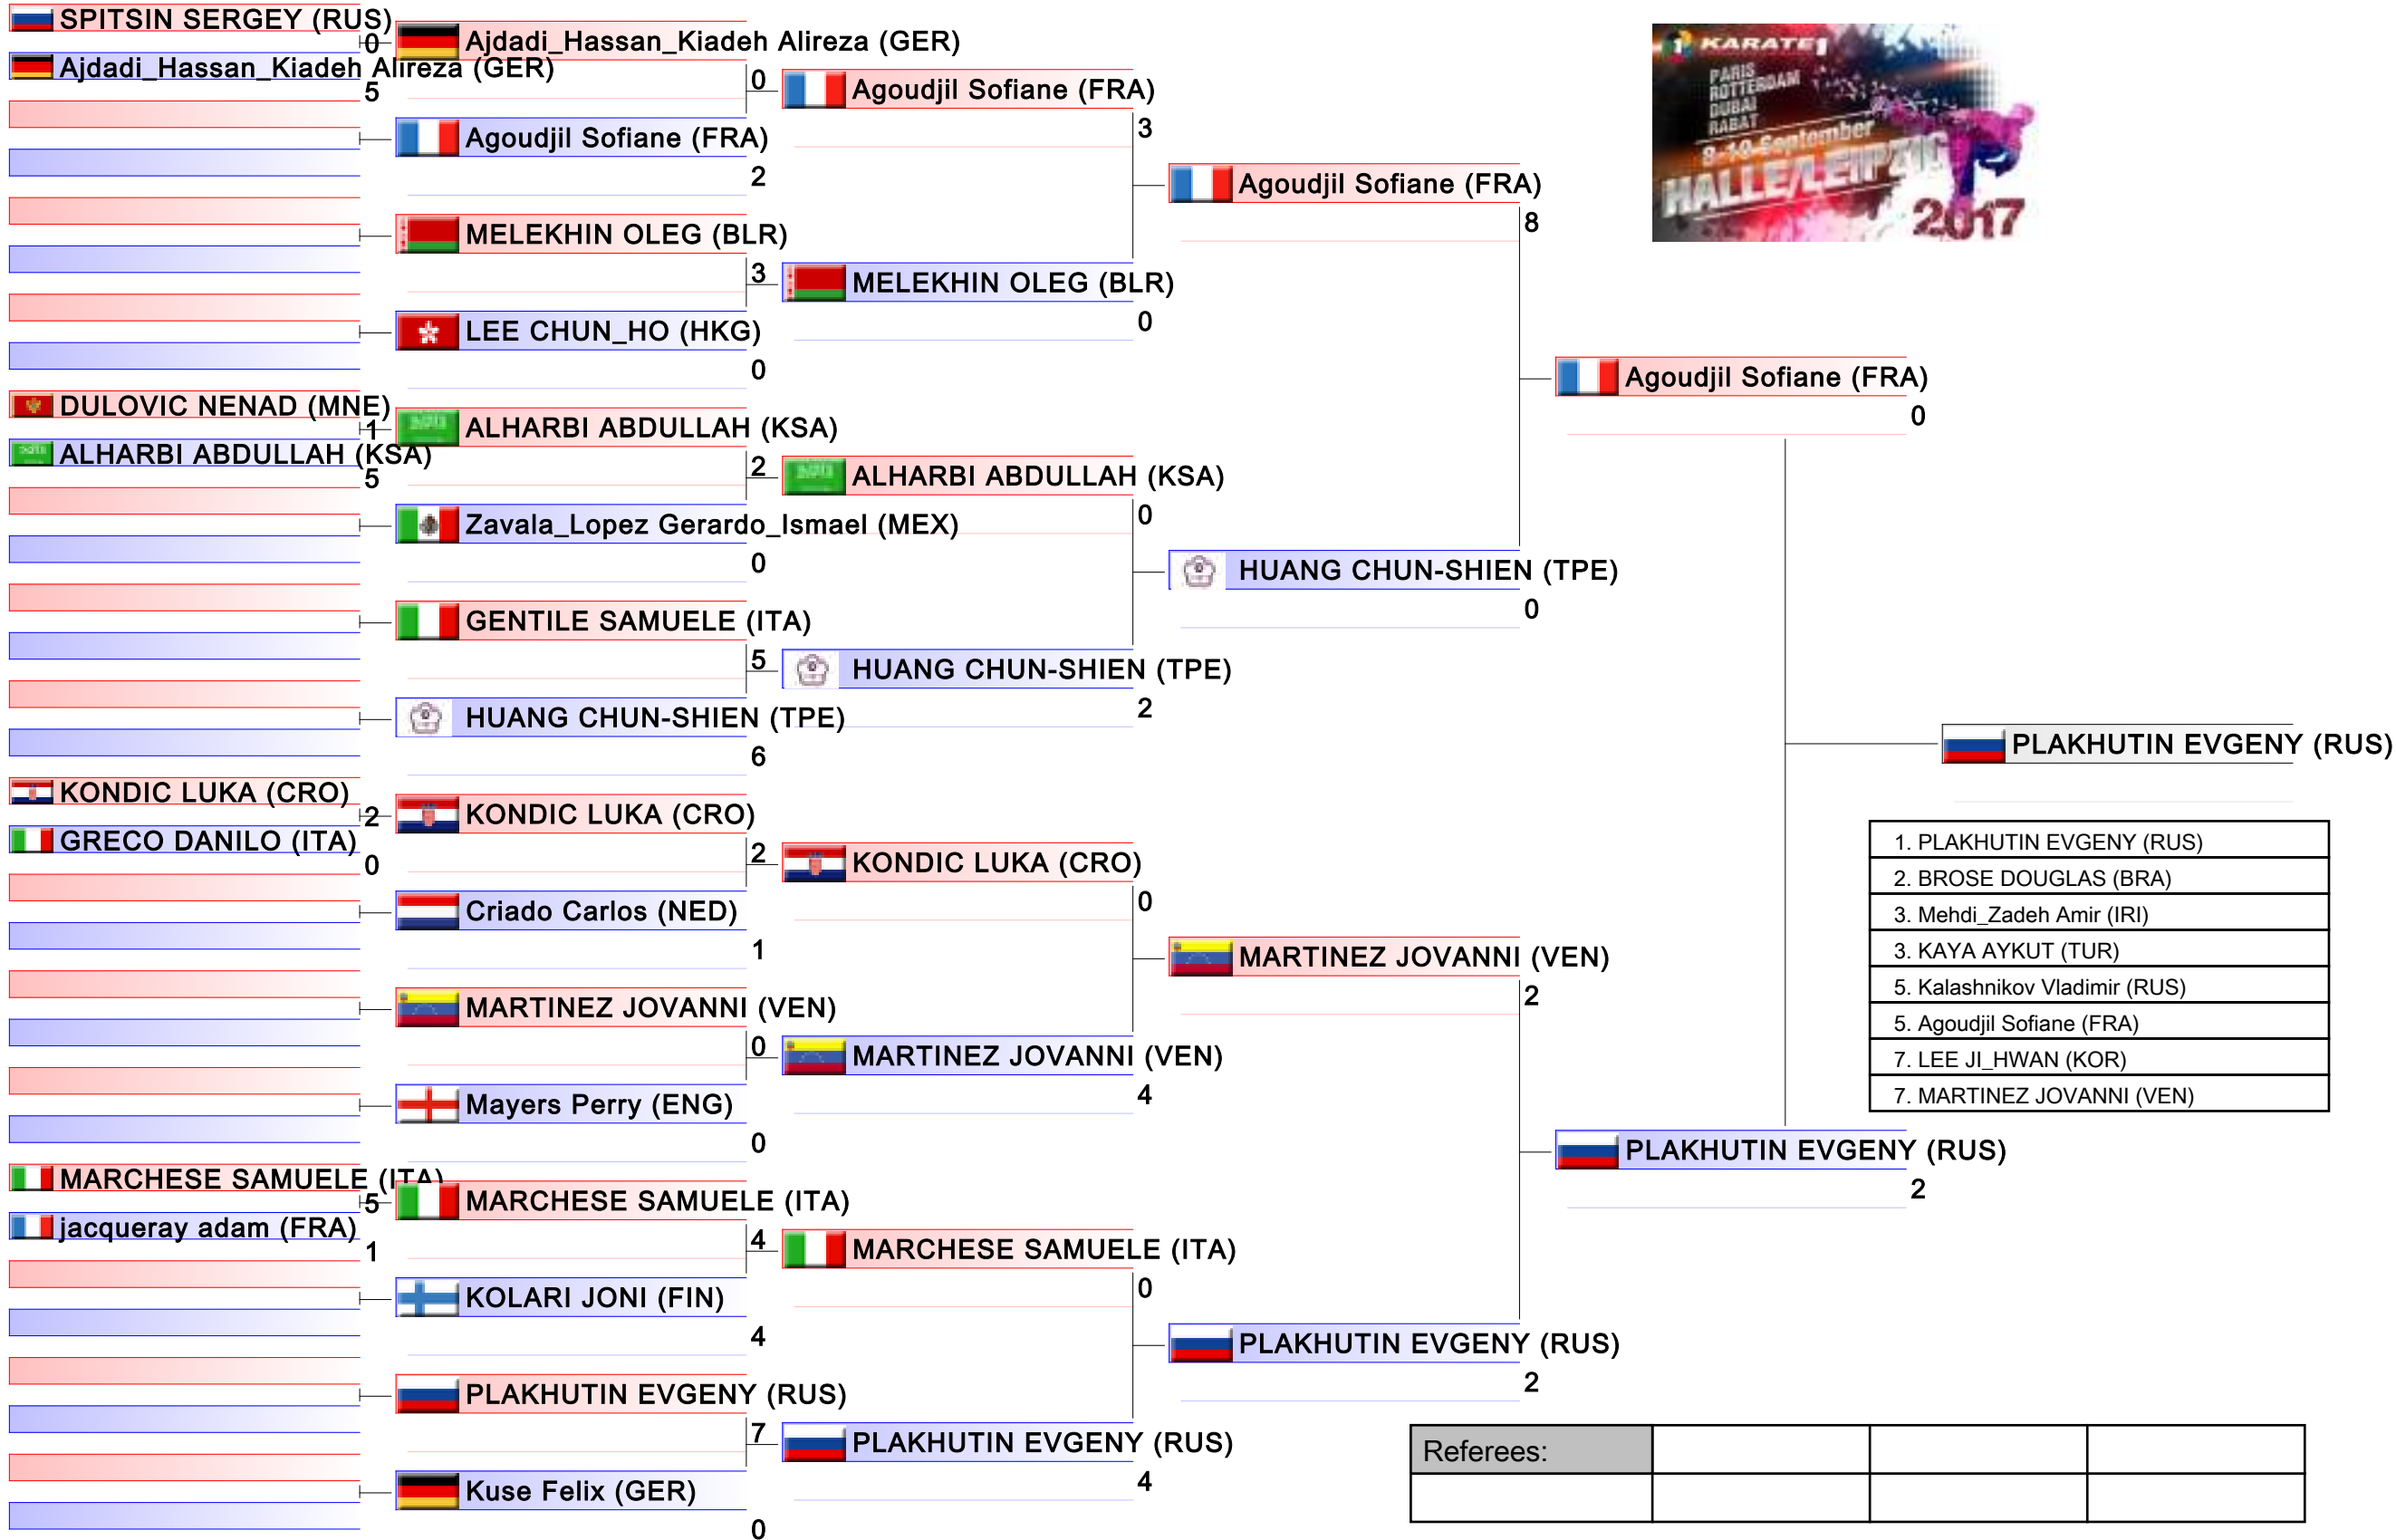 SPITSIN SERGEY (RUS)
0
Ajdadi_Hassan_Kiadeh Alireza (GER)
5
DULOVIC NENAD (MNE)
1
ALHARBI ABDULLAH (KSA)
5
KONDIC LUKA (CRO)
2
GRECO DANILO (ITA)
0
MARCHESE SAMUELE (ITA)
5
jacqueray adam (FRA)
1
Ajdadi_Hassan_Kiadeh Alireza (GER)
0
Agoudjil Sofiane (FRA)
2
MELEKHIN OLEG (BLR)
3
LEE CHUN_HO (HKG)
0
ALHARBI ABDULLAH (KSA)
2
Zavala_Lopez Gerardo_Ismael (MEX)
0
GENTILE SAMUELE (ITA)
5
HUANG CHUN-SHIEN (TPE)
6
KONDIC LUKA (CRO)
2
Criado Carlos (NED)
1
MARTINEZ JOVANNI (VEN)
0
Mayers Perry (ENG)
0
MARCHESE SAMUELE (ITA)
4
KOLARI JONI (FIN)
4
PLAKHUTIN EVGENY (RUS)
7
Kuse Felix (GER)
0
Agoudjil Sofiane (FRA)
3
MELEKHIN OLEG (BLR)
0
ALHARBI ABDULLAH (KSA)
0
HUANG CHUN-SHIEN (TPE)
2
KONDIC LUKA (CRO)
0
MARTINEZ JOVANNI (VEN)
4
MARCHESE SAMUELE (ITA)
0
PLAKHUTIN EVGENY (RUS)
4
Agoudjil Sofiane (FRA)
8
HUANG CHUN-SHIEN (TPE)
0
MARTINEZ JOVANNI (VEN)
2
PLAKHUTIN EVGENY (RUS)
2
Agoudjil Sofiane (FRA)
0
PLAKHUTIN EVGENY (RUS)
2
PLAKHUTIN EVGENY (RUS)
KARATE1
PARIS
ROTTERDAM
DUBAI
RABAT
9-10 September
HALLE/LEIPZIG
2017
1. PLAKHUTIN EVGENY (RUS)
2. BROSE DOUGLAS (BRA)
3. Mehdi_Zadeh Amir (IRI)
3. KAYA AYKUT (TUR)
5. Kalashnikov Vladimir (RUS)
5. Agoudjil Sofiane (FRA)
7. LEE JI_HWAN (KOR)
7. MARTINEZ JOVANNI (VEN)
Referees: